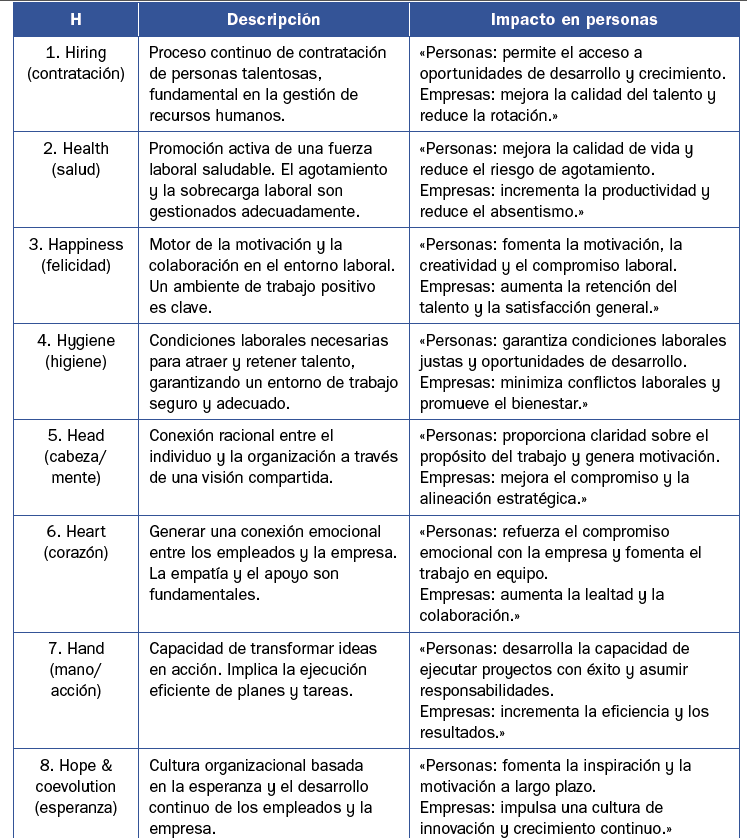 H
Descripción
Impacto en personas
1. Hiring
(contratación)
Proceso continuo de contratación
de personas talentosas,
fundamental en la gestión de
recursos humanos.
«Personas: permite el acceso a
oportunidades de desarrollo y crecimiento.
Empresas: mejora la calidad del talento y
reduce la rotación.»
2. Health
(salud)
Promoción activa de una fuerza
laboral saludable. El agotamiento
y la sobrecarga laboral son
gestionados adecuadamente.
«Personas: mejora la calidad de vida y
reduce el riesgo de agotamiento.
Empresas: incrementa la productividad y
reduce el absentismo.»
3. Happiness
(felicidad)
Motor de la motivación y la
colaboración en el entorno laboral.
Un ambiente de trabajo positivo
es clave.
«Personas: fomenta la motivación, la
creatividad y el compromiso laboral.
Empresas: aumenta la retención del
talento y la satisfacción general.»
4. Hygiene
(higiene)
Condiciones laborales necesarias
para atraer y retener talento,
garantizando un entorno de trabajo
seguro y adecuado.
«Personas: garantiza condiciones laborales
justas y oportunidades de desarrollo.
Empresas: minimiza conflictos laborales y
promueve el bienestar.»
5. Head
(cabeza/
mente)
Conexión racional entre el
individuo y la organización a través
de una visión compartida.
«Personas: proporciona claridad sobre el
propósito del trabajo y genera motivación.
Empresas: mejora el compromiso y la
alineación estratégica.»
6. Heart
(corazón)
Generar una conexión emocional
entre los empleados y la empresa.
La empatía y el apoyo son
fundamentales.
«Personas: refuerza el compromiso
emocional con la empresa y fomenta el
trabajo en equipo.
Empresas: aumenta la lealtad y la
colaboración.»
7. Hand
(mano/
acción)
Capacidad de transformar ideas
en acción. Implica la ejecución
eficiente de planes y tareas.
«Personas: desarrolla la capacidad de
ejecutar proyectos con éxito y asumir
responsabilidades.
Empresas: incrementa la eficiencia y los
resultados.»
8. Hope &
coevolution
(esperanza)
Cultura organizacional basada
en la esperanza y el desarrollo
continuo de los empleados y la
empresa.
«Personas: fomenta la inspiración y la
motivación a largo plazo.
Empresas: impulsa una cultura de
innovación y crecimiento continuo.»